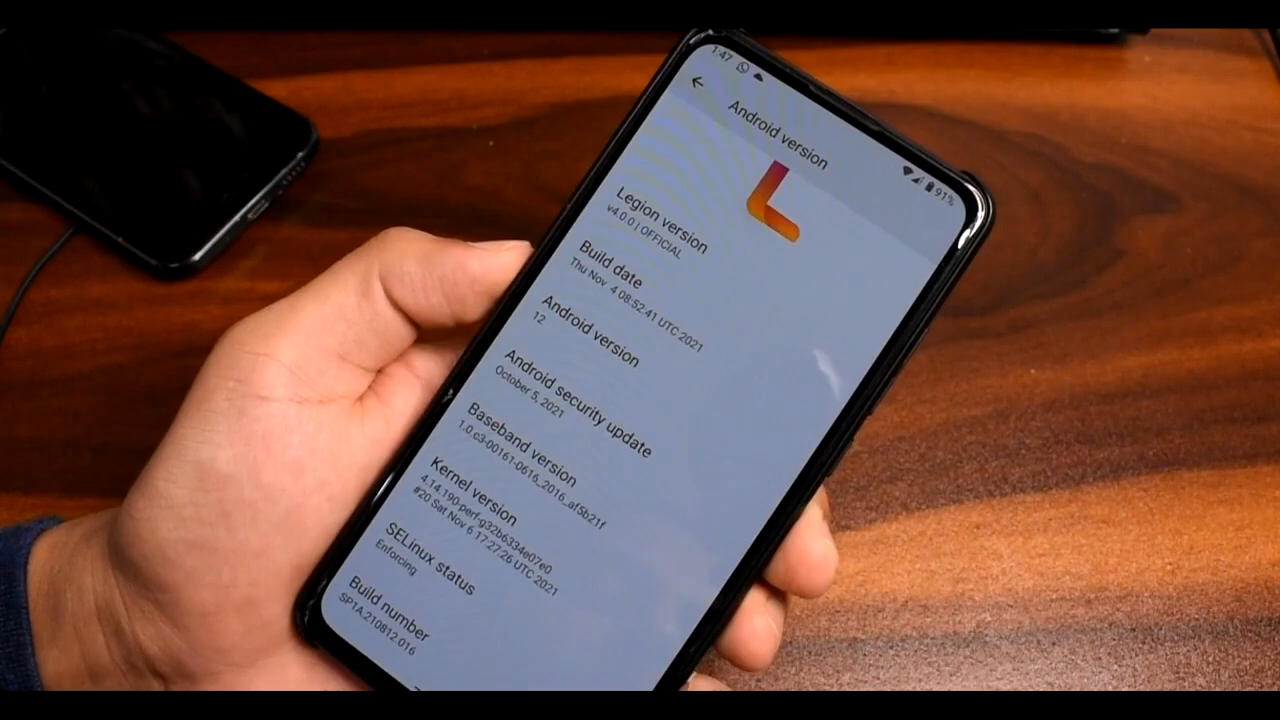 1:47
91%
Android version
Legion version
v4.0.0 | OFFICIAL
Build date
Thu Nov 4 08:52:41 UTC 2021
Android version
12
Android security update
October 5, 2021
Baseband version
1.0.c3-00161-0616_2016_af5b21f
Kernel version
4.14.190-perf-g32b6334e07e0
#20 Sat Nov 6 17:27:26 UTC 2021
SELinux status
Enforcing
Build number
SP1A.210812.016